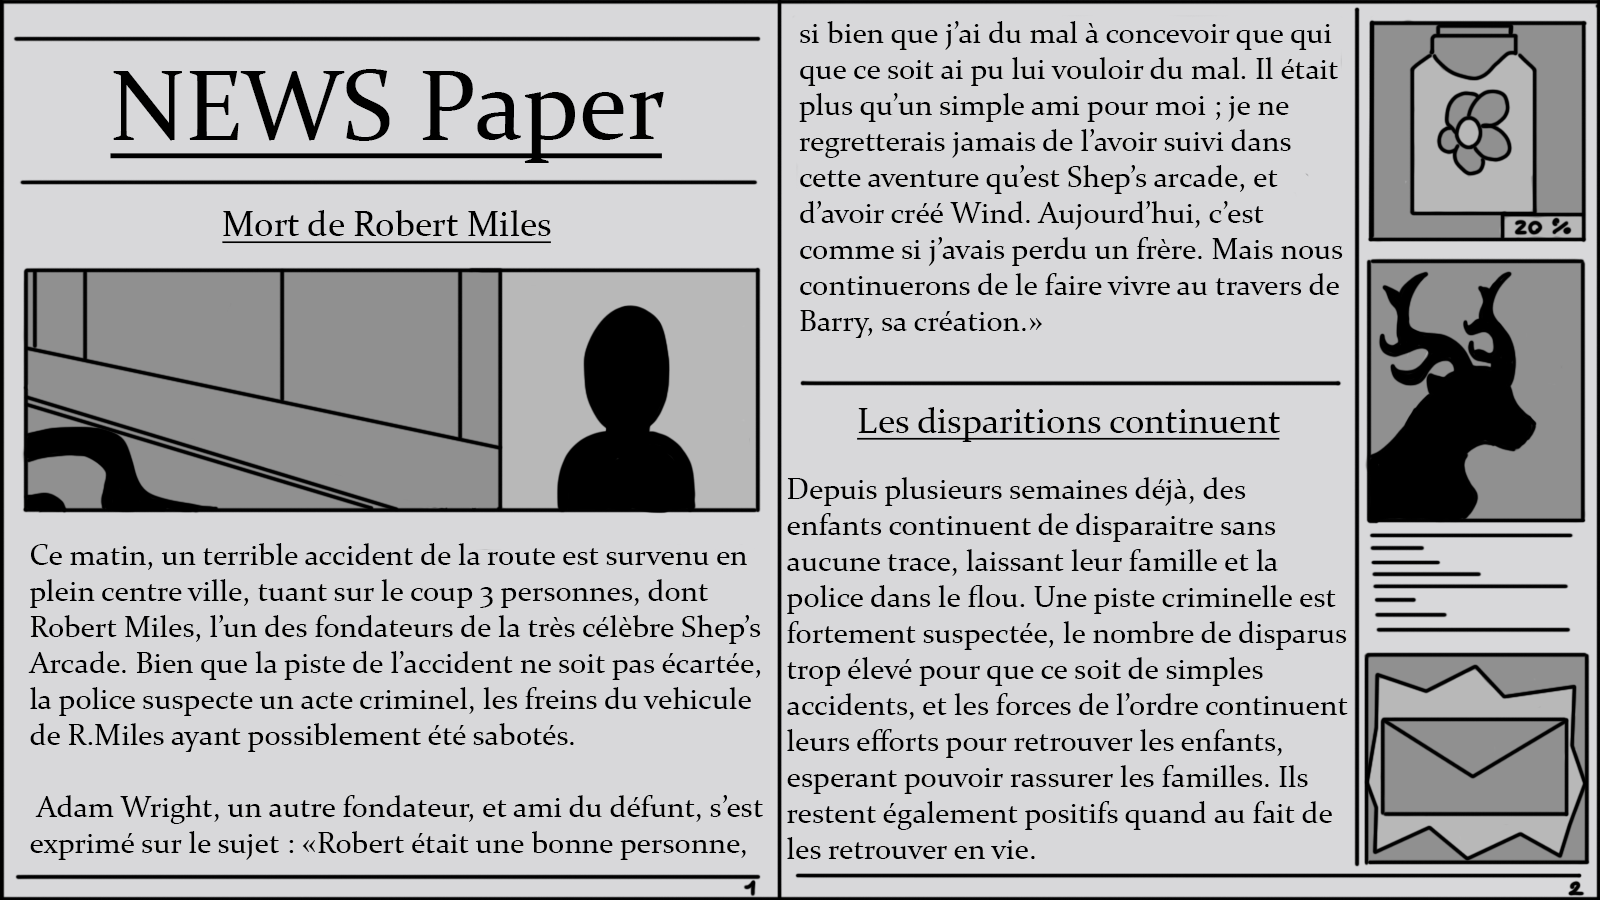 NEWS Paper
Mort de Robert Miles
Ce matin, un terrible accident de la route est survenu en
plein centre ville, tuant sur le coup 3 personnes, dont
Robert Miles, l’un des fondateurs de la très célèbre Shep’s
Arcade. Bien que la piste de l’accident ne soit pas écartée,
la police suspecte un acte criminel, les freins du vehicule
de R.Miles ayant possiblement été sabotés.
Adam Wright, un autre fondateur, et ami du défunt, s’est
exprimé sur le sujet : «Robert était une bonne personne,
1
si bien que j’ai du mal à concevoir que qui
que ce soit ai pu lui vouloir du mal. Il était
plus qu’un simple ami pour moi ; je ne
regretterais jamais de l’avoir suivi dans
cette aventure qu’est Shep’s arcade, et
d’avoir créé Wind. Aujourd’hui, c’est
comme si j’avais perdu un frère. Mais nous
continuerons de le faire vivre au travers de
Barry, sa création.»
Les disparitions continuent
Depuis plusieurs semaines déjà, des
enfants continuent de disparaitre sans
aucune trace, laissant leur famille et la
police dans le flou. Une piste criminelle est
fortement suspectée, le nombre de disparus
trop élevé pour que ce soit de simples
accidents, et les forces de l’ordre continuent
leurs efforts pour retrouver les enfants,
esperant pouvoir rassurer les familles. Ils
restent également positifs quand au fait de
les retrouver en vie.
20 %
2